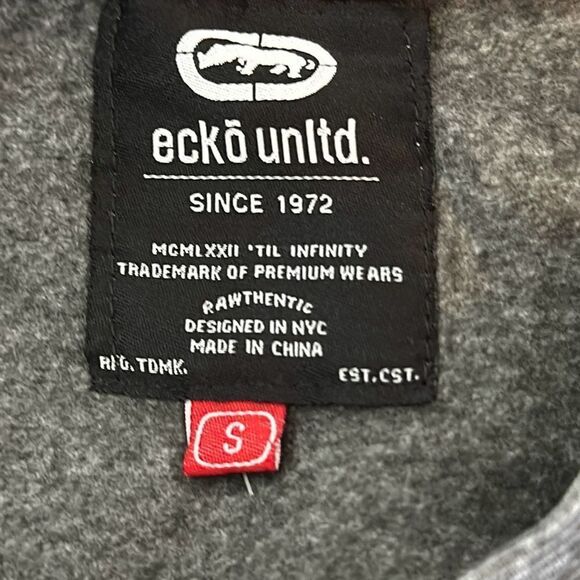 eckō unltd.
SINCE 1972
MCMLXXII 'TIL INFINITY
TRADEMARK OF PREMIUM WEARS
RAWTHENTIC
DESIGNED IN NYC
MADE IN CHINA
REG. TDMK.
EST. CST.
S